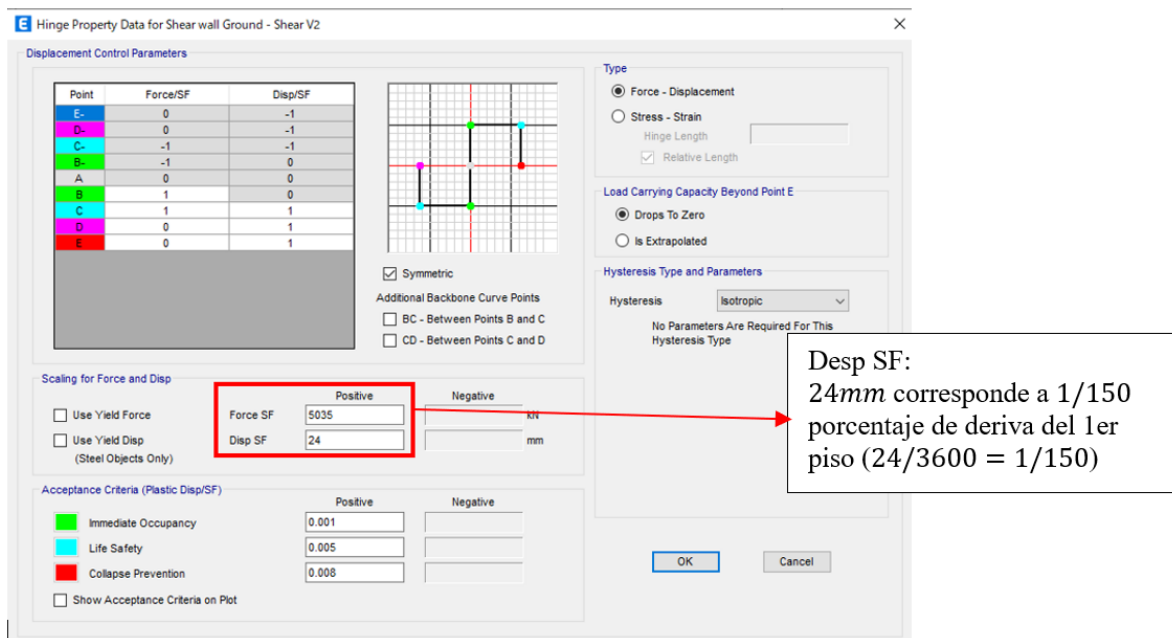 E Hinge Property Data for Shear wall Ground - Shear V2
Displacement Control Parameters
Point Force/SF Disp/SF
E- 0 -1
D- 0 -1
C- -1 -1
B- -1 0
A 0 0
B 1 0
C 1 1
D 0 1
E 0 1
Symmetric
Additional Backbone Curve Points
BC - Between Points B and C
CD - Between Points C and D
Type
Force - Displacement
Stress - Strain
Hinge Length
Relative Length
Load Carrying Capacity Beyond Point E
Drops To Zero
Is Extrapolated
Hysteresis Type and Parameters
Hysteresis Isotropic
No Parameters Are Required For This
Hysteresis Type
Scaling for Force and Disp
Positive Negative
Use Yield Force Force SF 5035 kN
Use Yield Disp Disp SF 24 mm
(Steel Objects Only)
Acceptance Criteria (Plastic Disp/SF)
Positive Negative
Immediate Occupancy 0.001
Life Safety 0.005
Collapse Prevention 0.008
Show Acceptance Criteria on Plot
OK Cancel
Desp SF:
24mm corresponde a 1/150
porcentaje de deriva del 1er
piso (24/3600 = 1/150)